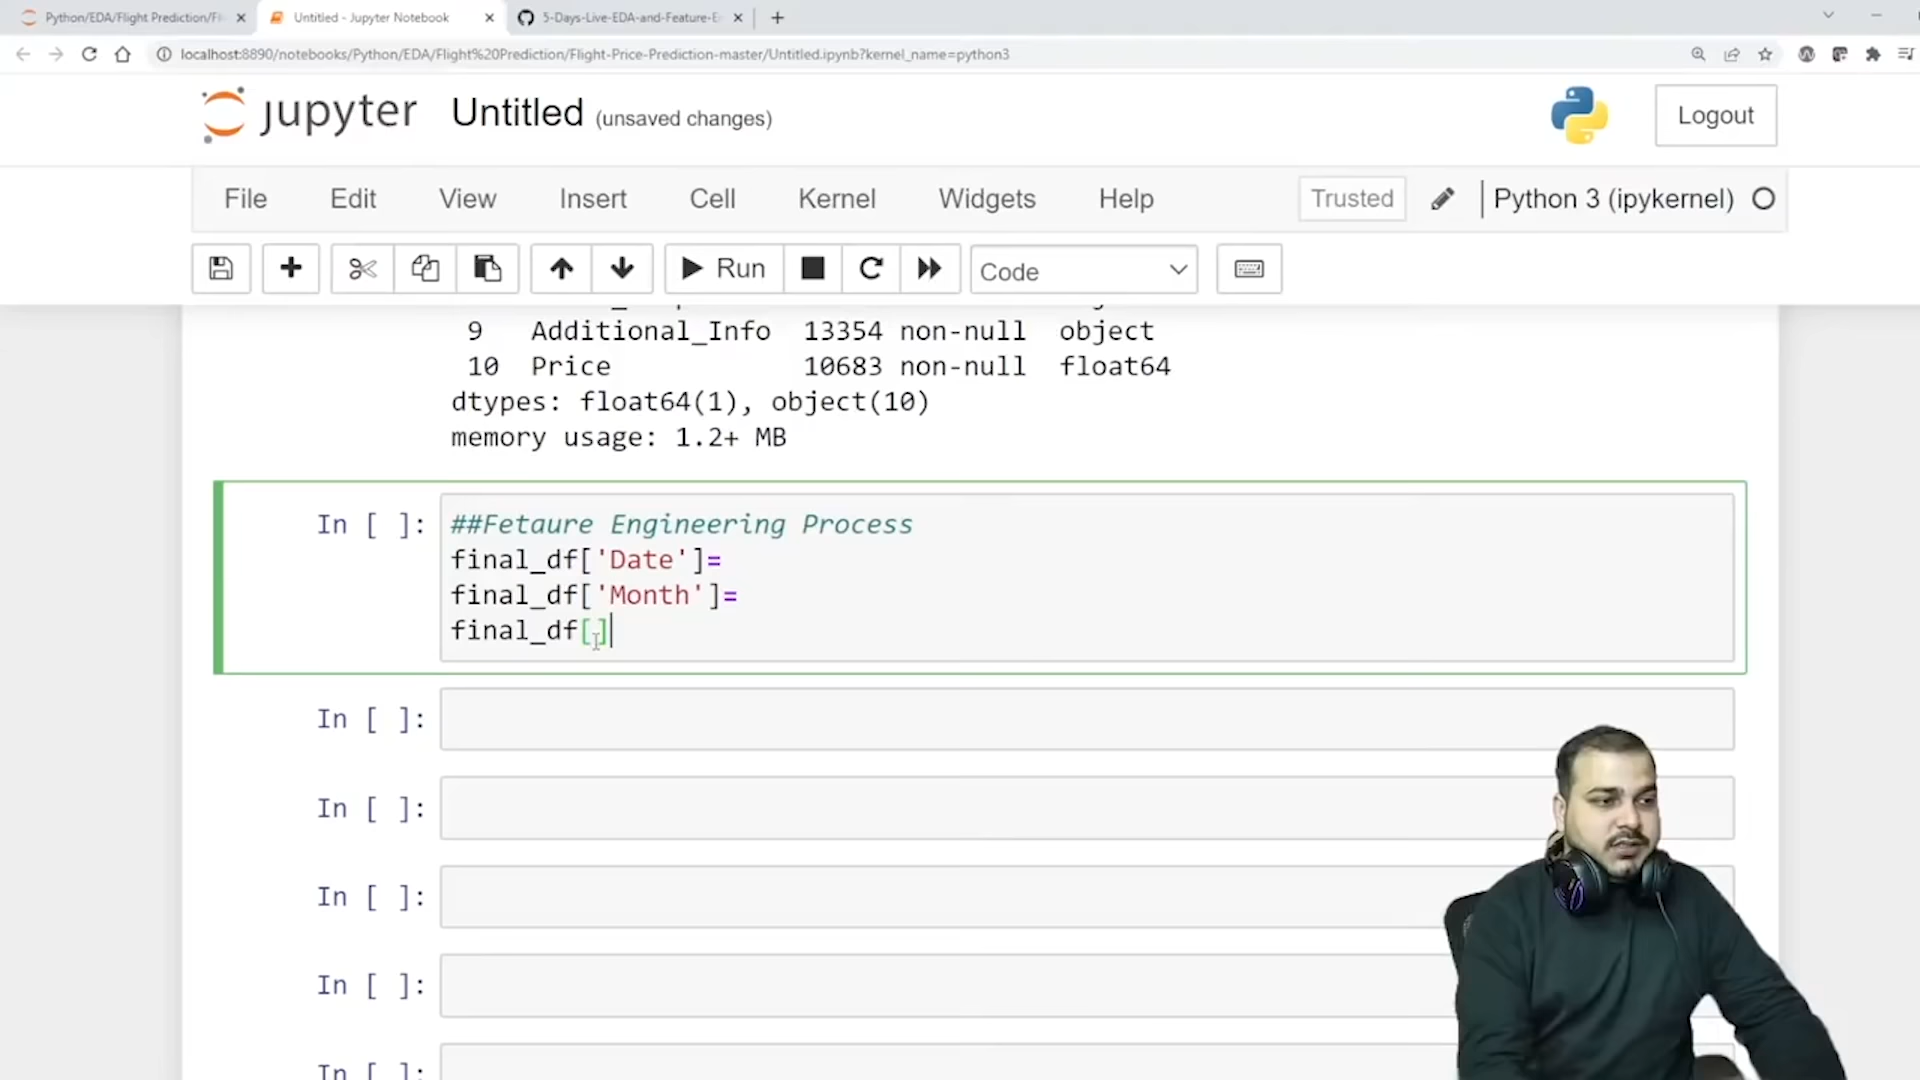 Python/EDA/Flight Prediction/Fli
Untitled - Jupyter Notebook
5-Days-Live-EDA-and-Feature-E
localhost:8890/notebooks/Python/EDA/Flight%20Prediction/Flight-Price-Prediction-master/Untitled.ipynb?kernel_name=python3
jupyter Untitled (unsaved changes)
Logout
File Edit View Insert Cell Kernel Widgets Help Trusted Python 3 (ipykernel)
Run Code
9 Additional_Info 13354 non-null object
10 Price 10683 non-null float64
dtypes: float64(1), object(10)
memory usage: 1.2+ MB
In [ ]: ##Fetaure Engineering Process
final_df['Date']=
final_df['Month']=
final_df[]
In [ ]:
In [ ]:
In [ ]:
In [ ]:
In [ ]: